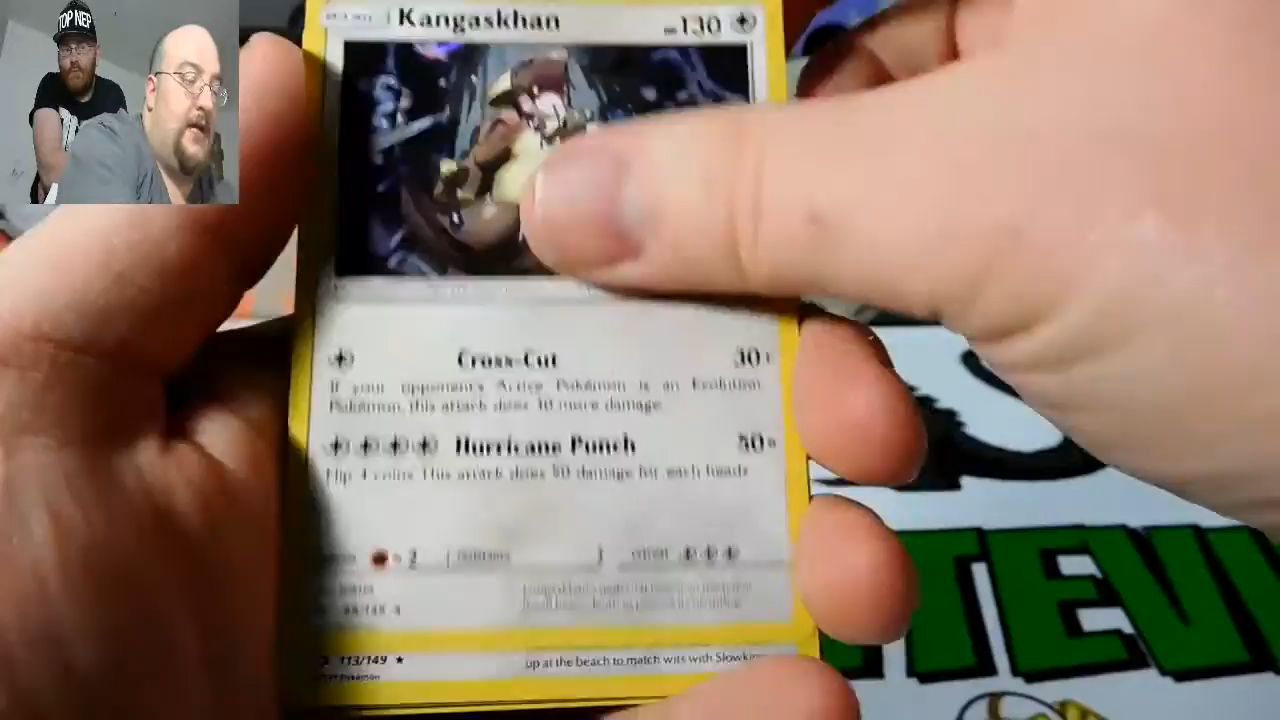 TOP NEP
Kangaskhan 130
Cross-Cut 30+
If your opponent's Active Pokémon is an Evolution
Pokémon, this attack does 30 more damage.
Hurricane Punch 50×
Flip 4 coins. This attack does 50 damage for each heads.
× 2
113/149 ★
up at the beach to match wits with Slowkin
TEV